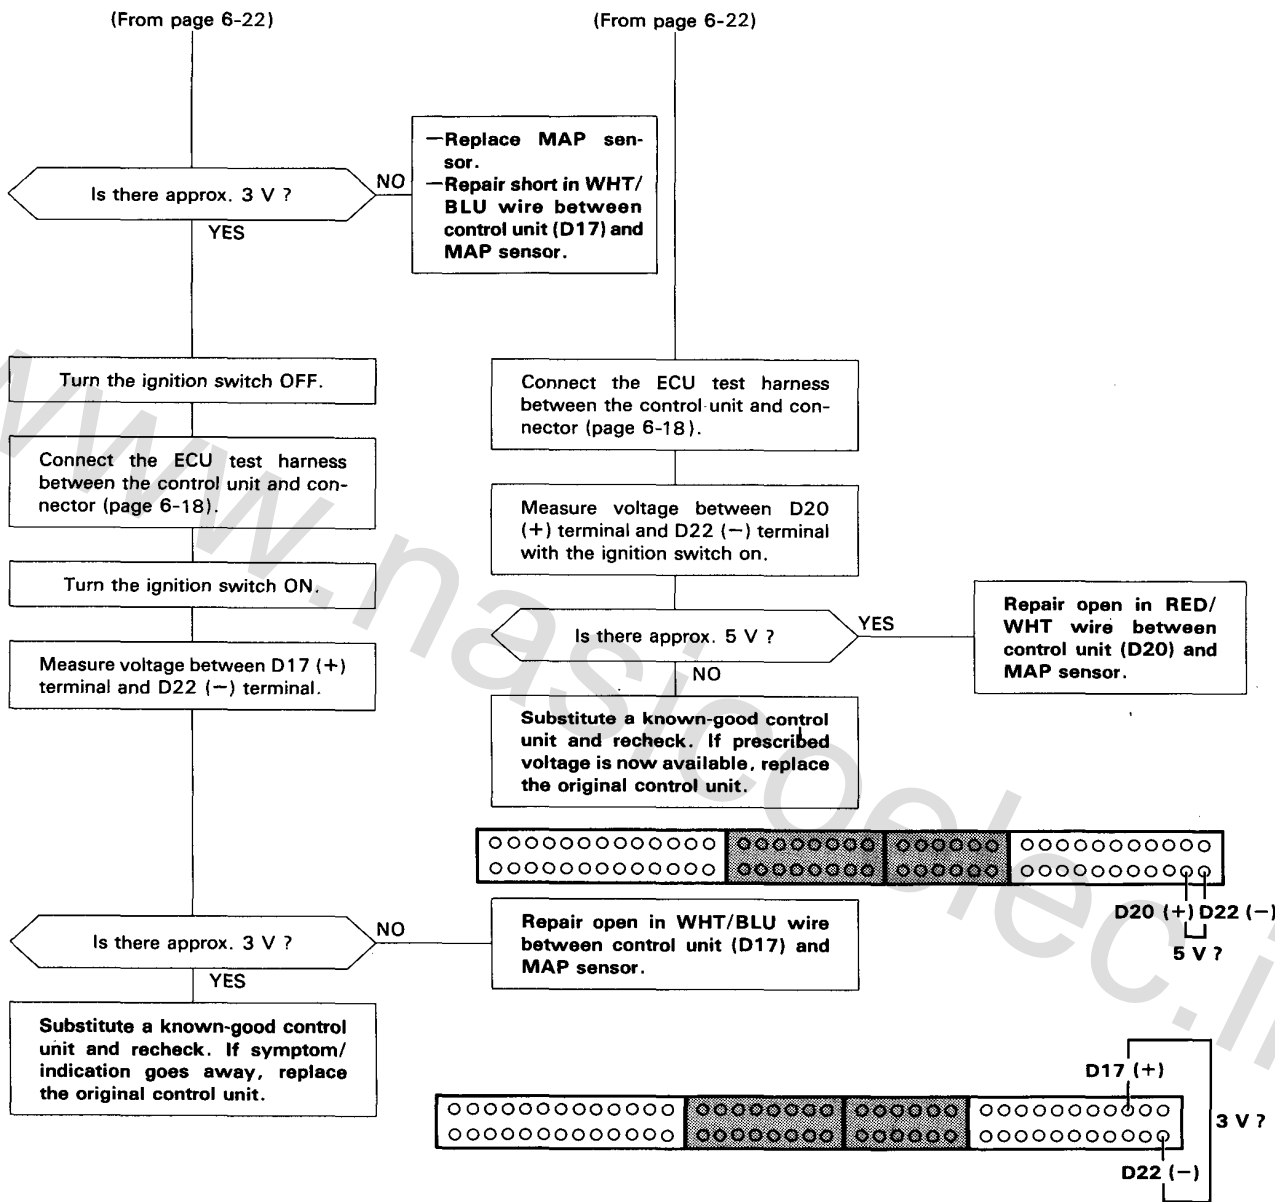 (From page 6-22)
(From page 6-22)
Is there approx. 3 V ?
NO
YES
—Replace MAP sen-
sor.
—Repair short in WHT/
BLU wire between
control unit (D17) and
MAP sensor.
Turn the ignition switch OFF.
Connect the ECU test harness
between the control unit and con-
nector (page 6-18).
Turn the ignition switch ON.
Measure voltage between D17 (+)
terminal and D22 (−) terminal.
Connect the ECU test harness
between the control unit and con-
nector (page 6-18).
Measure voltage between D20
(+) terminal and D22 (−) terminal
with the ignition switch on.
Is there approx. 5 V ?
YES
NO
Repair open in RED/
WHT wire between
control unit (D20) and
MAP sensor.
Substitute a known-good control
unit and recheck. If prescribed
voltage is now available, replace
the original control unit.
D20 (+) D22 (−)
5 V ?
Is there approx. 3 V ?
NO
YES
Repair open in WHT/BLU wire
between control unit (D17) and
MAP sensor.
Substitute a known-good control
unit and recheck. If symptom/
indication goes away, replace
the original control unit.
D17 (+)
3 V ?
D22 (−)
www.nasicoelec.ir